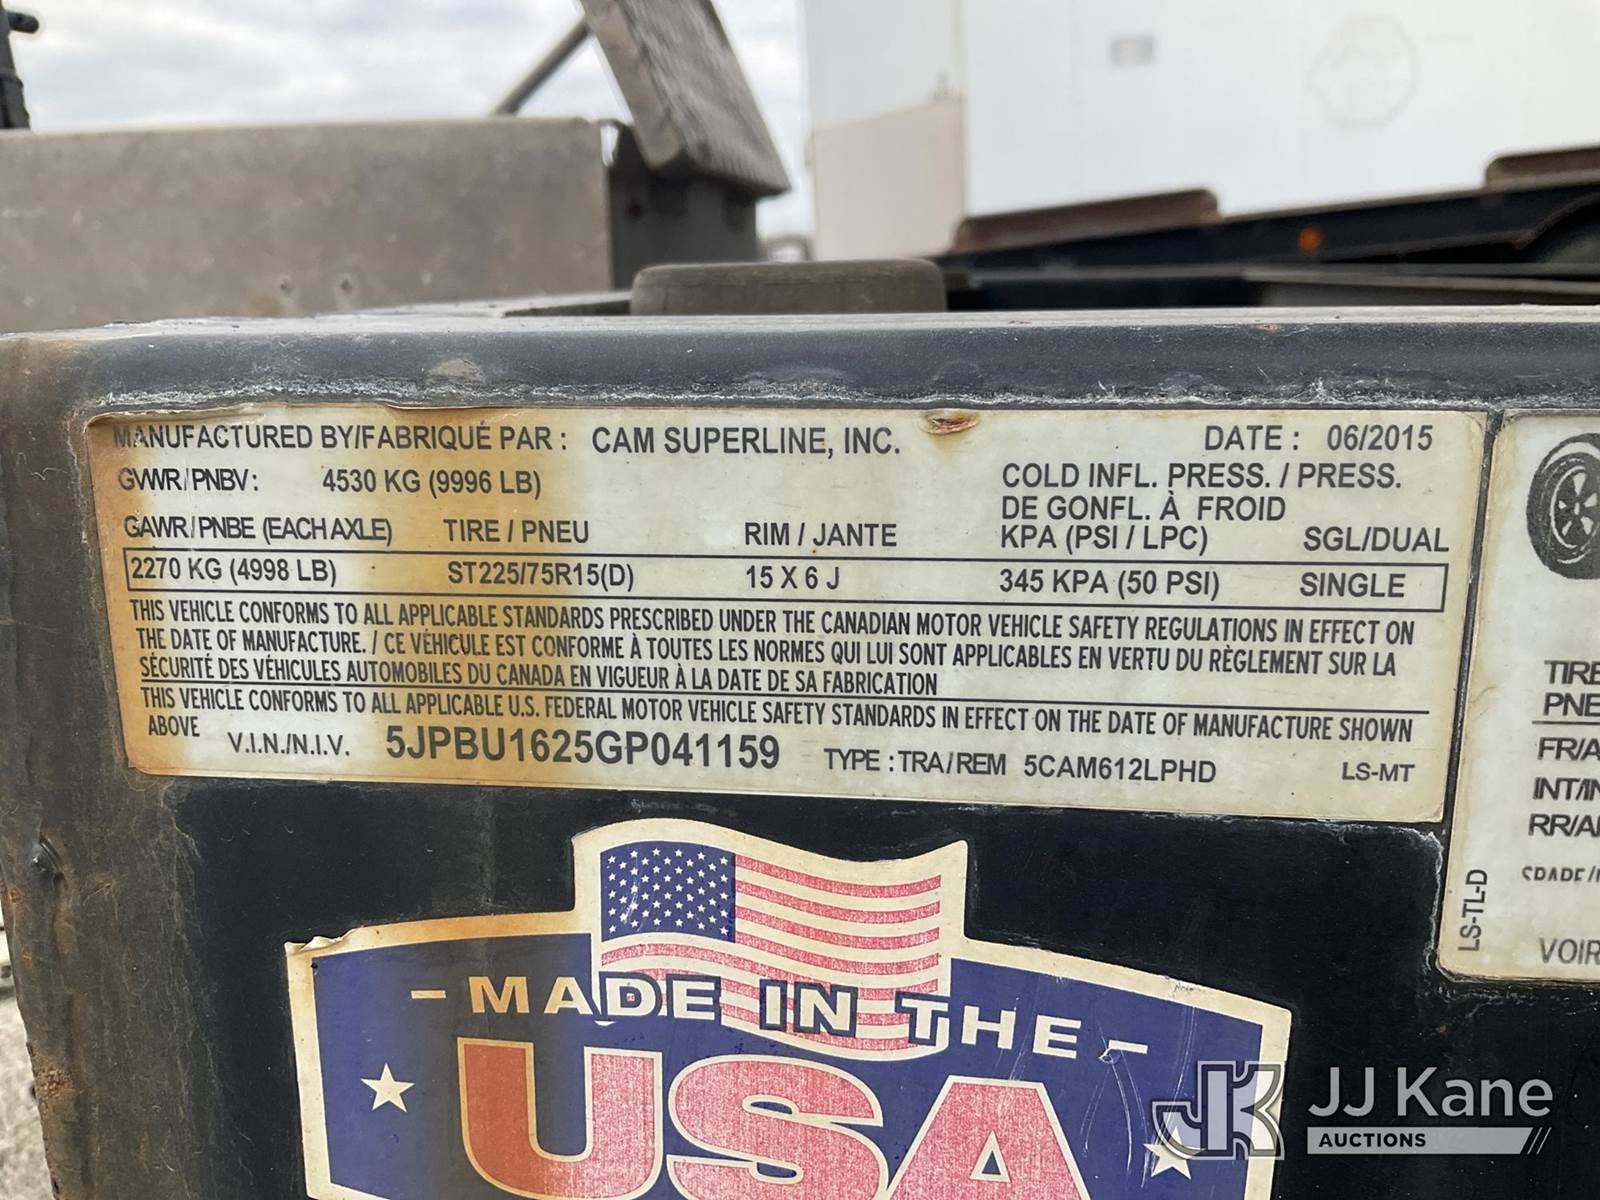 MANUFACTURED BY/FABRIQUÉ PAR : CAM SUPERLINE, INC. DATE : 06/2015
GVWR/PNBV: 4530 KG (9996 LB) COLD INFL. PRESS. / PRESS.
DE GONFL. À FROID
GAWR/PNBE (EACH AXLE) TIRE / PNEU RIM / JANTE KPA (PSI / LPC) SGL/DUAL
2270 KG (4998 LB) ST225/75R15(D) 15 X 6 J 345 KPA (50 PSI) SINGLE
THIS VEHICLE CONFORMS TO ALL APPLICABLE STANDARDS PRESCRIBED UNDER THE CANADIAN MOTOR VEHICLE SAFETY REGULATIONS IN EFFECT ON
THE DATE OF MANUFACTURE. / CE VÉHICULE EST CONFORME À TOUTES LES NORMES QUI LUI SONT APPLICABLES EN VERTU DU RÈGLEMENT SUR LA
SÉCURITÉ DES VÉHICULES AUTOMOBILES DU CANADA EN VIGUEUR À LA DATE DE SA FABRICATION
THIS VEHICLE CONFORMS TO ALL APPLICABLE U.S. FEDERAL MOTOR VEHICLE SAFETY STANDARDS IN EFFECT ON THE DATE OF MANUFACTURE SHOWN
ABOVE
V.I.N./N.I.V. 5JPBU1625GP041159 TYPE : TRA/REM 5CAM612LPHD LS-MT
TIRE
PNE
FR/A
INT/IN
RR/A
SPARE/
VOIR
LS-TL-D
- MADE IN THE -
USA
JJ Kane
AUCTIONS